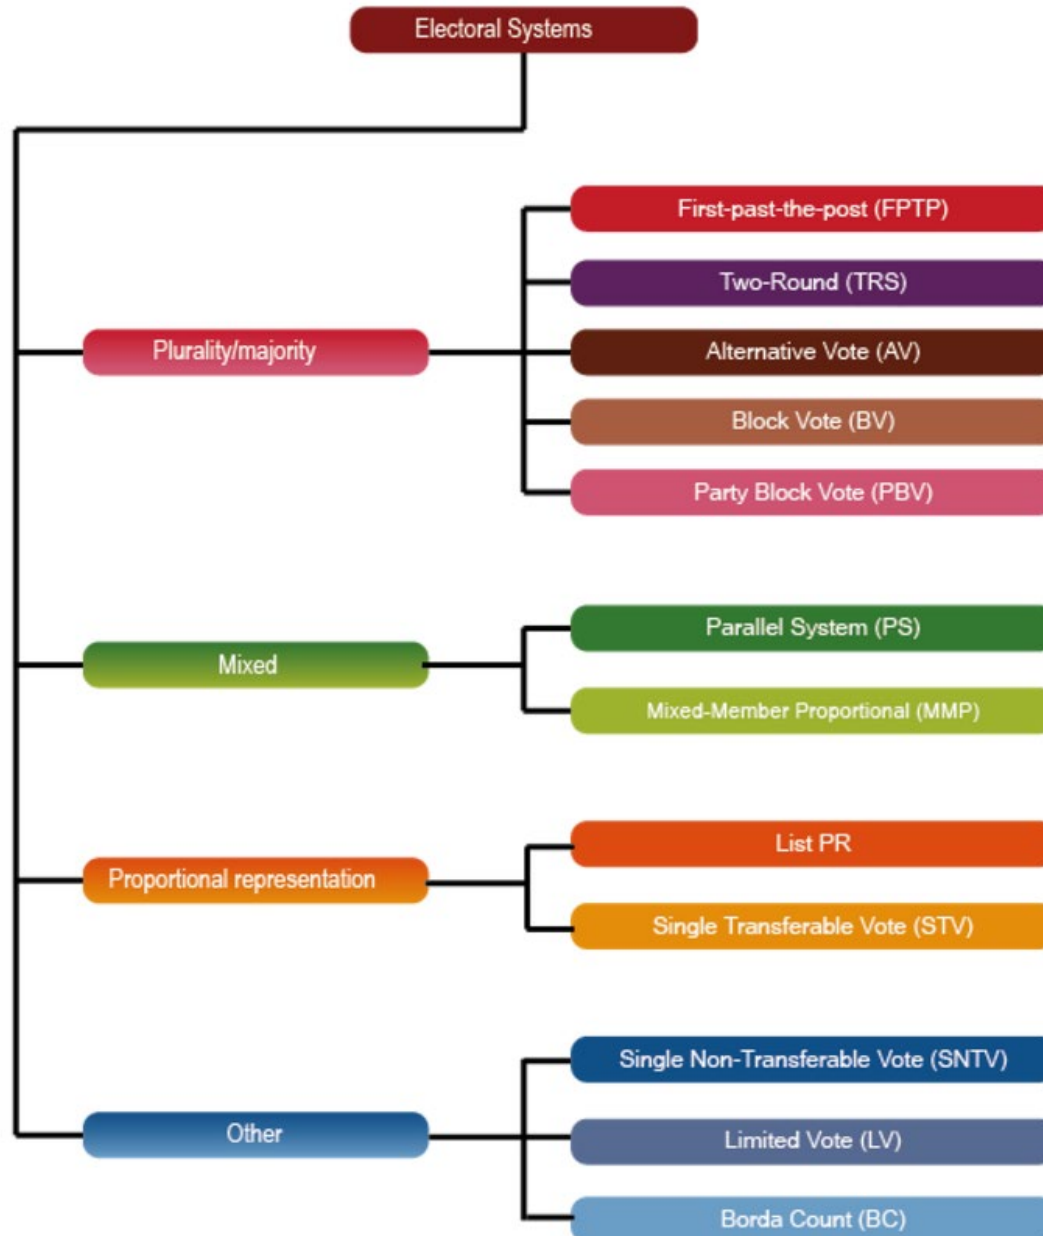 Electoral Systems
First-past-the-post (FPTP)
Two-Round (TRS)
Plurality/majority
Alternative Vote (AV)
Block Vote (BV)
Party Block Vote (PBV)
Parallel System (PS)
Mixed
Mixed-Member Proportional (MMP)
List PR
Proportional representation
Single Transferable Vote (STV)
Single Non-Transferable Vote (SNTV)
Other
Limited Vote (LV)
Borda Count (BC)